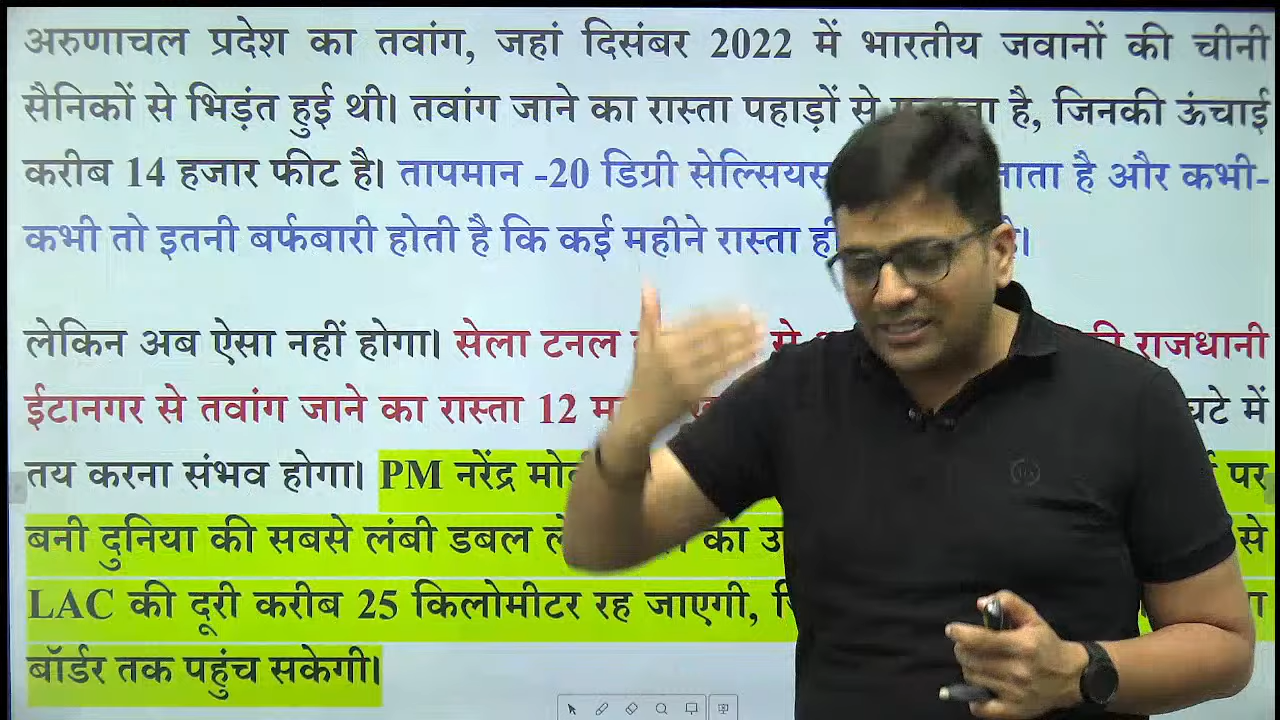 अरुणाचल प्रदेश का तवांग, जहां दिसंबर 2022 में भारतीय जवानों की चीनी
सैनिकों से भिड़ंत हुई थी। तवांग जाने का रास्ता पहाड़ों से है, जिनकी ऊंचाई
करीब 14 हजार फीट है। तापमान -20 डिग्री सेल्सियस जाता है और कभी-
कभी तो इतनी बर्फबारी होती है कि कई महीने रास्ता ही है।
लेकिन अब ऐसा नहीं होगा। सेला टनल से की राजधानी
ईटानगर से तवांग जाने का रास्ता 12 में
तय करना संभव होगा। PM नरेंद्र पर
बनी दुनिया की सबसे लंबी डबल का से
LAC की दूरी करीब 25 किलोमीटर रह जाएगी,
बॉर्डर तक पहुंच सकेगी।